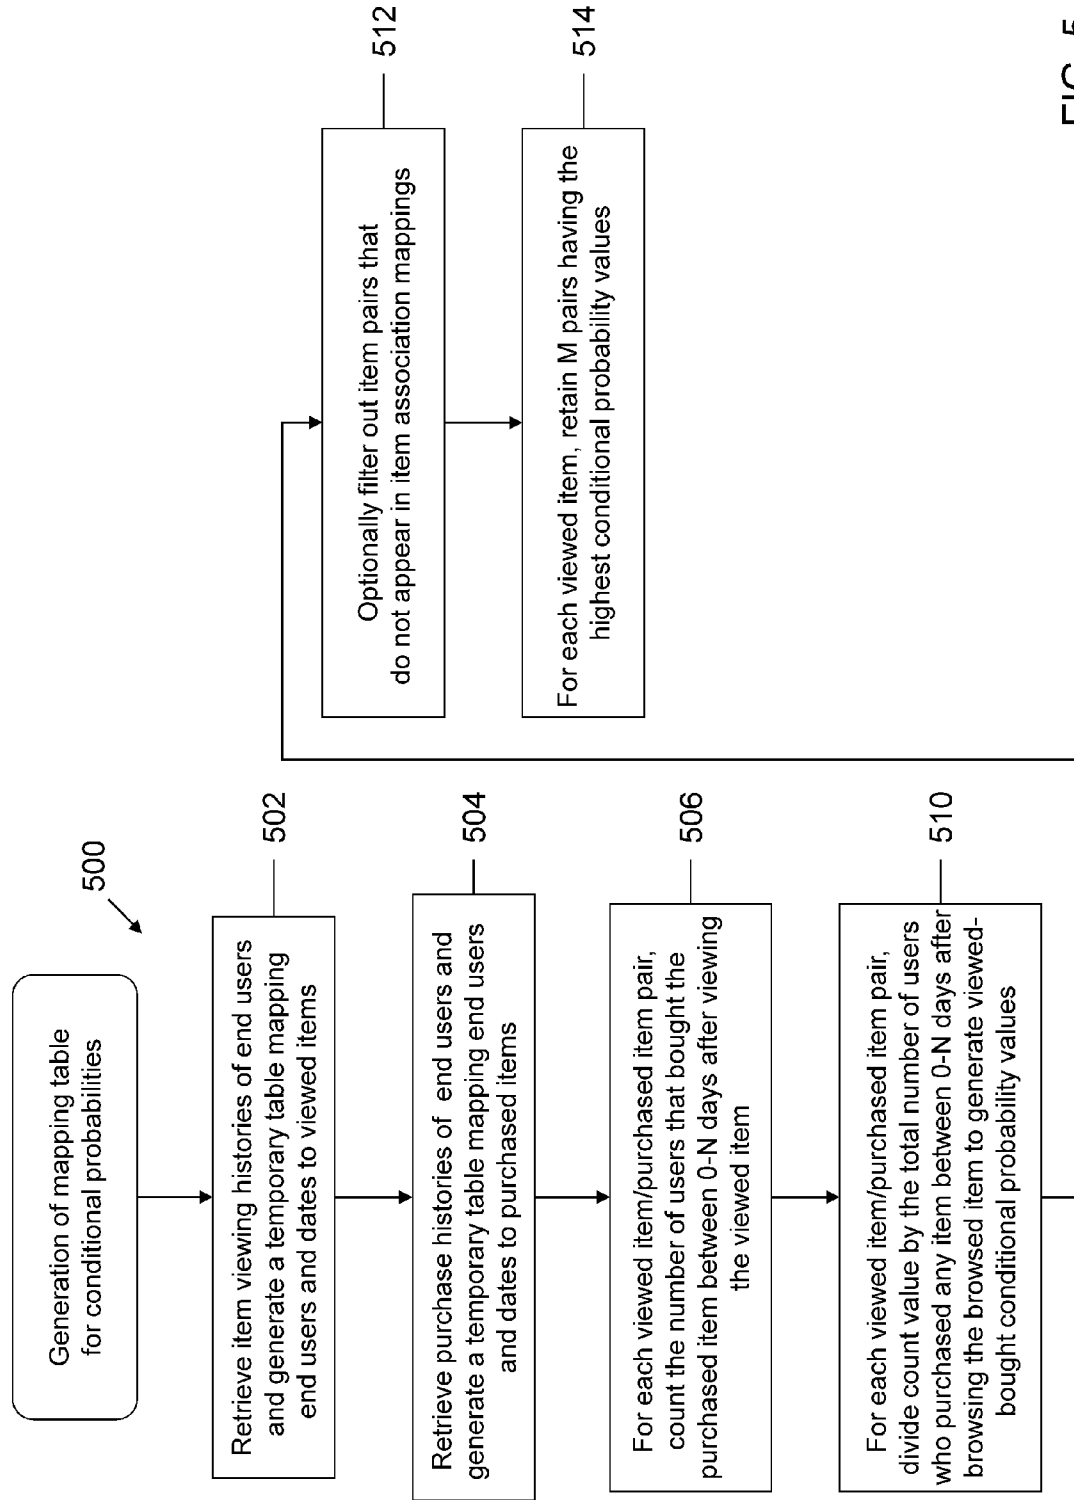 500
Generation of mapping table
for conditional probabilities
502
Retrieve item viewing histories of end users
and generate a temporary table mapping
end users and dates to viewed items
504
Retrieve purchase histories of end users and
generate a temporary table mapping end users
and dates to purchased items
506
For each viewed item/purchased item pair,
count the number of users that bought the
purchased item between 0-N days after viewing
the viewed item
510
For each viewed item/purchased item pair,
divide count value by the total number of users
who purchased any item between 0-N days after
browsing the browsed item to generate viewed-
bought conditional probability values
512
Optionally filter out item pairs that
do not appear in item association mappings
514
For each viewed item, retain M pairs having the
highest conditional probability values
FIG. 5